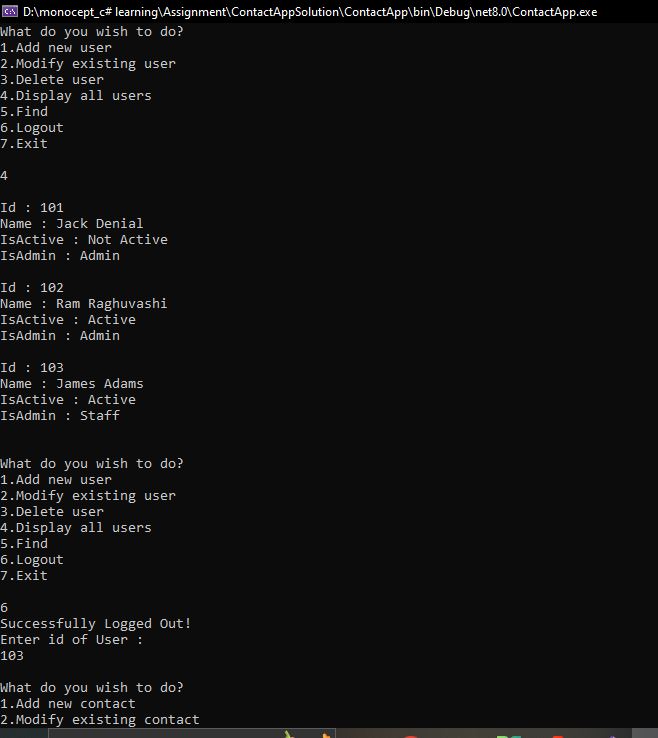 D:\monocept_c# learning\Assignment\ContactAppSolution\ContactApp\bin\Debug\net8.0\ContactApp.exe
What do you wish to do?
1.Add new user
2.Modify existing user
3.Delete user
4.Display all users
5.Find
6.Logout
7.Exit
4
Id : 101
Name : Jack Denial
IsActive : Not Active
IsAdmin : Admin
Id : 102
Name : Ram Raghuvashi
IsActive : Active
IsAdmin : Admin
Id : 103
Name : James Adams
IsActive : Active
IsAdmin : Staff
What do you wish to do?
1.Add new user
2.Modify existing user
3.Delete user
4.Display all users
5.Find
6.Logout
7.Exit
6
Successfully Logged Out!
Enter id of User :
103
What do you wish to do?
1.Add new contact
2.Modify existing contact